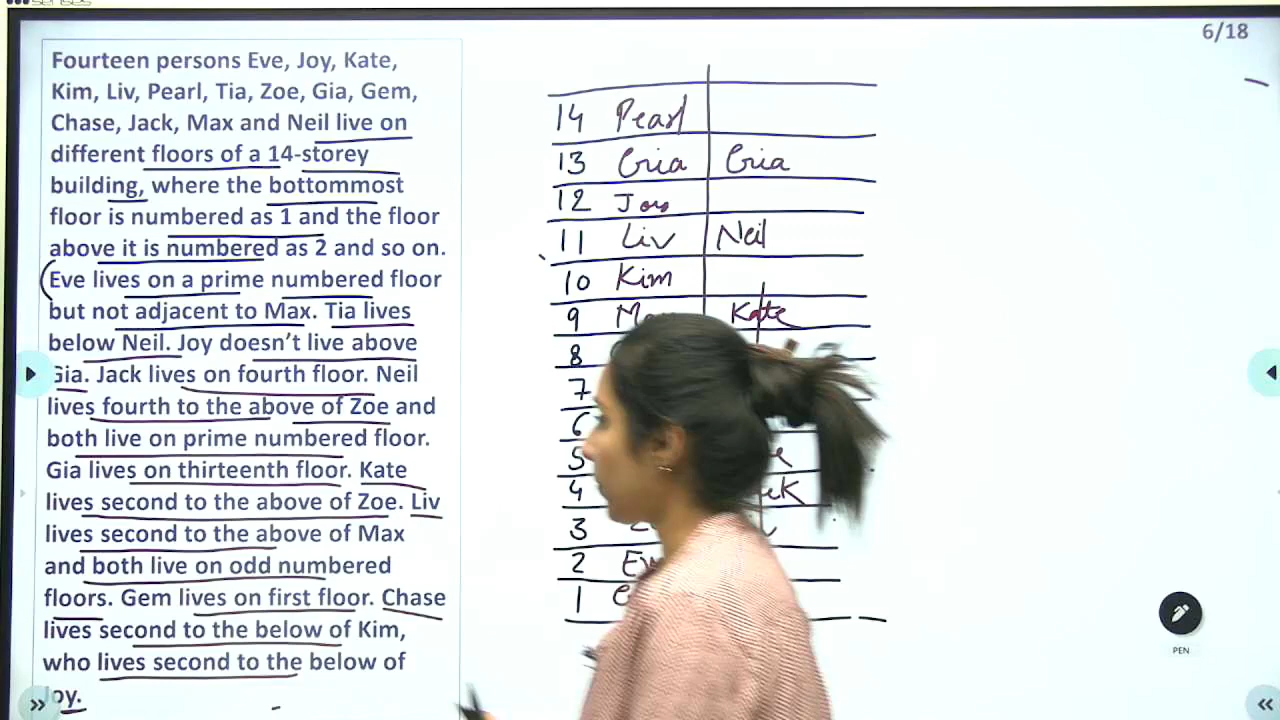 6/18
Fourteen persons Eve, Joy, Kate,
Kim, Liv, Pearl, Tia, Zoe, Gia, Gem,
Chase, Jack, Max and Neil live on
different floors of a 14-storey
building, where the bottommost
floor is numbered as 1 and the floor
above it is numbered as 2 and so on.
Eve lives on a prime numbered floor
but not adjacent to Max. Tia lives
below Neil. Joy doesn't live above
Gia. Jack lives on fourth floor. Neil
lives fourth to the above of Zoe and
both live on prime numbered floor.
Gia lives on thirteenth floor. Kate
lives second to the above of Zoe. Liv
lives second to the above of Max
and both live on odd numbered
floors. Gem lives on first floor. Chase
lives second to the below of Kim,
who lives second to the below of
Joy.
14 Pearl
13 Gia Gia
12 Joy
11 Liv Neil
10 Kim
9 Kate
8
7
6
5
4
3
2
1
PEN